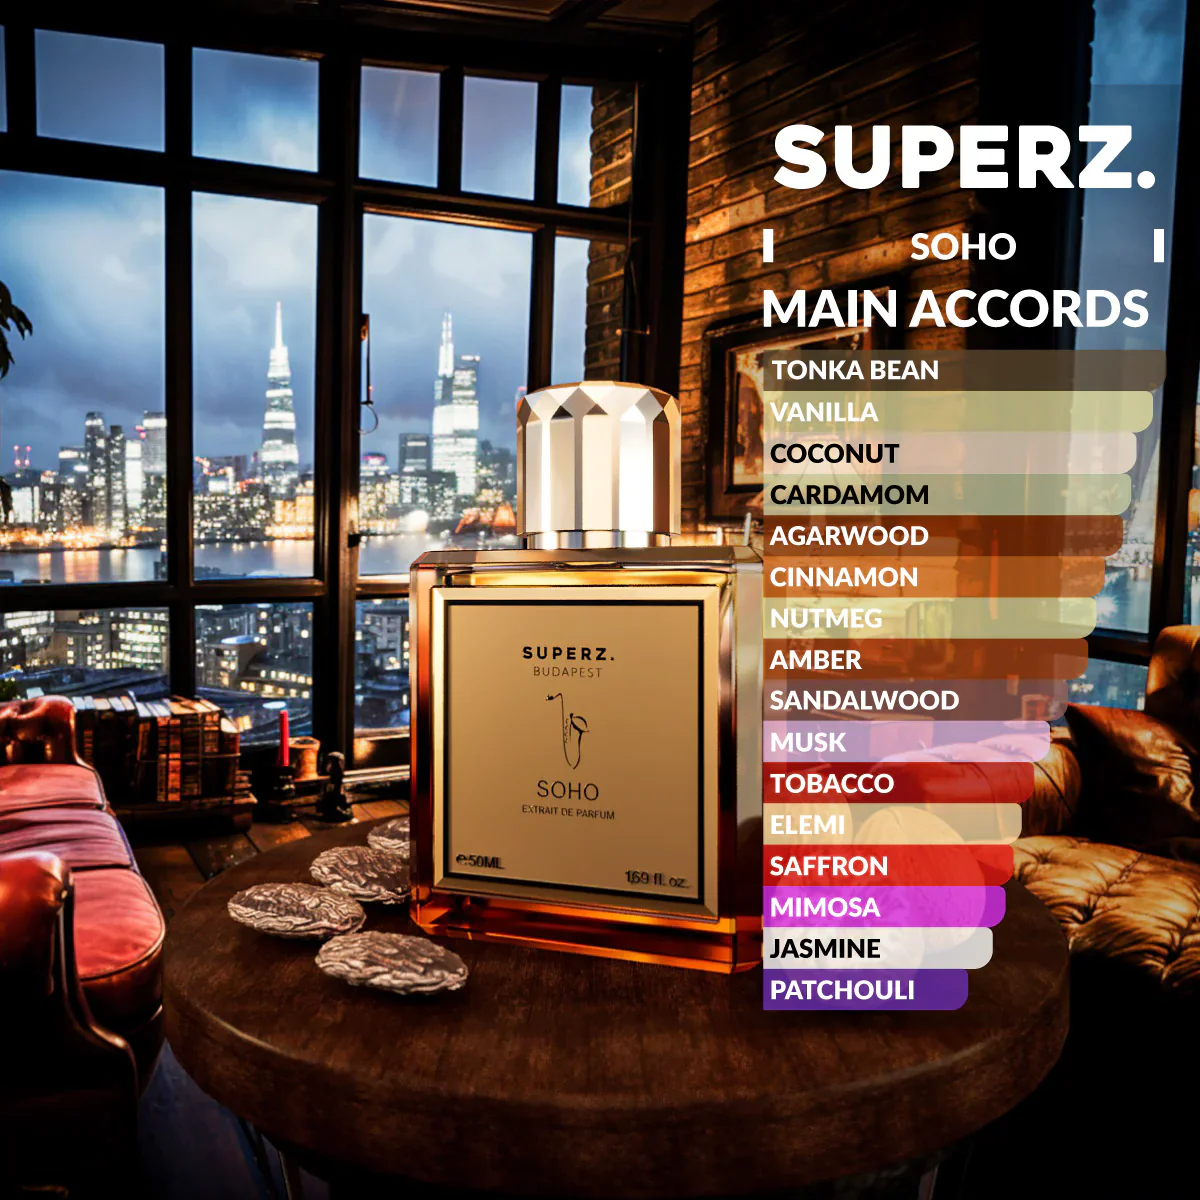 SUPERZ.
SOHO
MAIN ACCORDS
TONKA BEAN
VANILLA
COCONUT
CARDAMOM
AGARWOOD
CINNAMON
NUTMEG
AMBER
SANDALWOOD
MUSK
TOBACCO
ELEMI
SAFFRON
MIMOSA
JASMINE
PATCHOULI
SUPERZ.
BUDAPEST
SOHO
EXTRAIT DE PARFUM
e50ML
1.69 fl. oz.